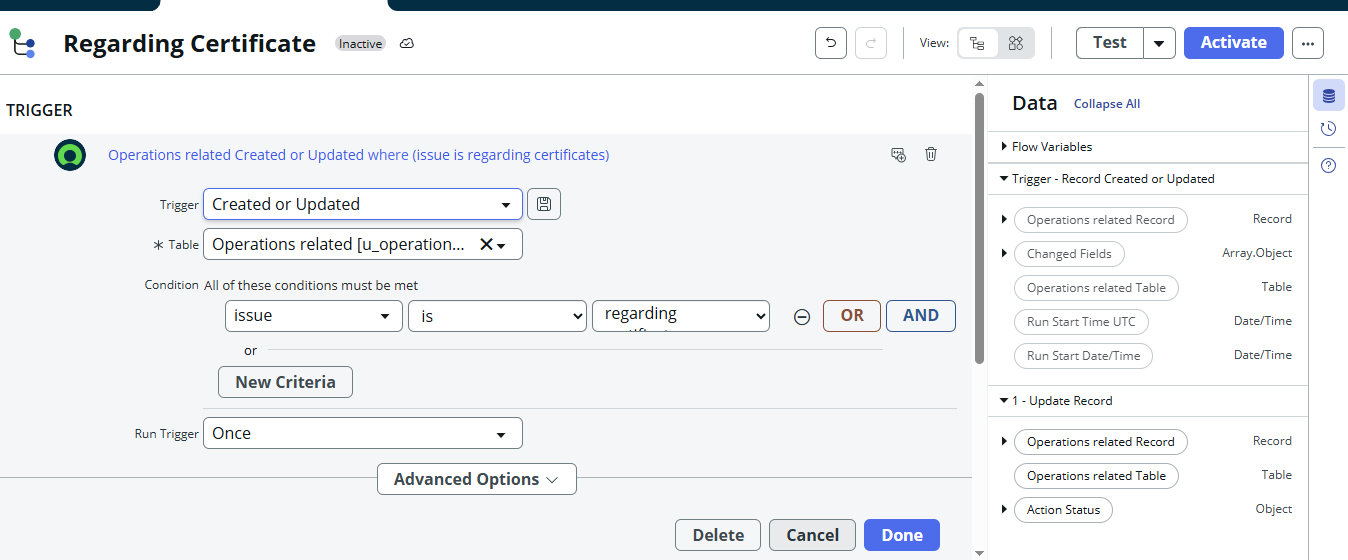 Regarding Certificate Inactive View: Test Activate
TRIGGER
Operations related Created or Updated where (issue is regarding certificates)
Trigger Created or Updated
* Table Operations related [u_operation...
Condition All of these conditions must be met
issue is regarding OR AND
or
New Criteria
Run Trigger Once
Advanced Options
Delete Cancel Done
Data Collapse All
Flow Variables
Trigger - Record Created or Updated
Operations related Record Record
Changed Fields Array.Object
Operations related Table Table
Run Start Time UTC Date/Time
Run Start Date/Time Date/Time
1 - Update Record
Operations related Record Record
Operations related Table Table
Action Status Object